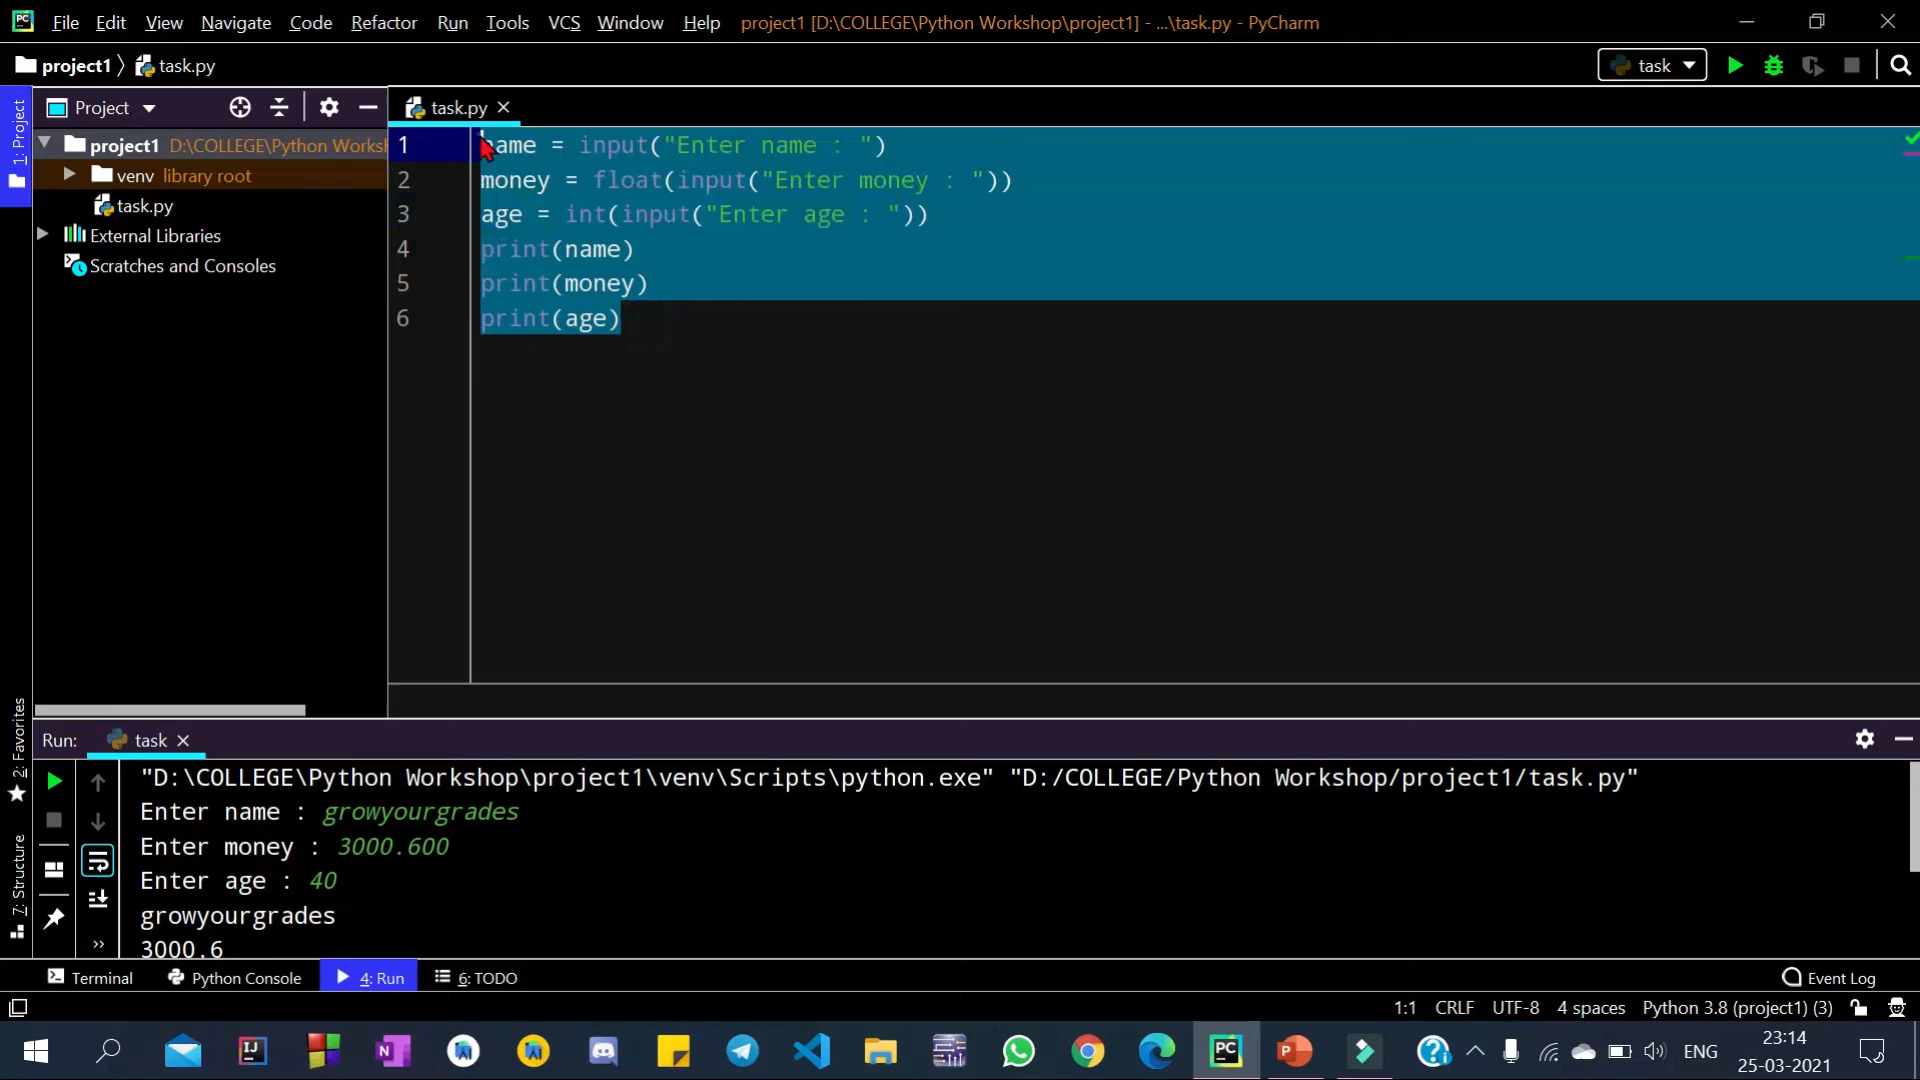 File Edit View Navigate Code Refactor Run Tools VCS Window Help project1 [D:\COLLEGE\Python Workshop\project1] - ...\task.py - PyCharm
project1 task.py task
1: Project
Project
task.py
project1 D:\COLLEGE\Python Worksh
venv library root
task.py
External Libraries
Scratches and Consoles
1 name = input("Enter name : ")
2 money = float(input("Enter money : "))
3 age = int(input("Enter age : "))
4 print(name)
5 print(money)
6 print(age)
2: Favorites
7: Structure
Run: task
"D:\COLLEGE\Python Workshop\project1\venv\Scripts\python.exe" "D:/COLLEGE/Python Workshop/project1/task.py"
Enter name : growyourgrades
Enter money : 3000.600
Enter age : 40
growyourgrades
3000.6
Terminal Python Console 4: Run 6: TODO Event Log
1:1 CRLF UTF-8 4 spaces Python 3.8 (project1) (3)
ENG
23:14
25-03-2021